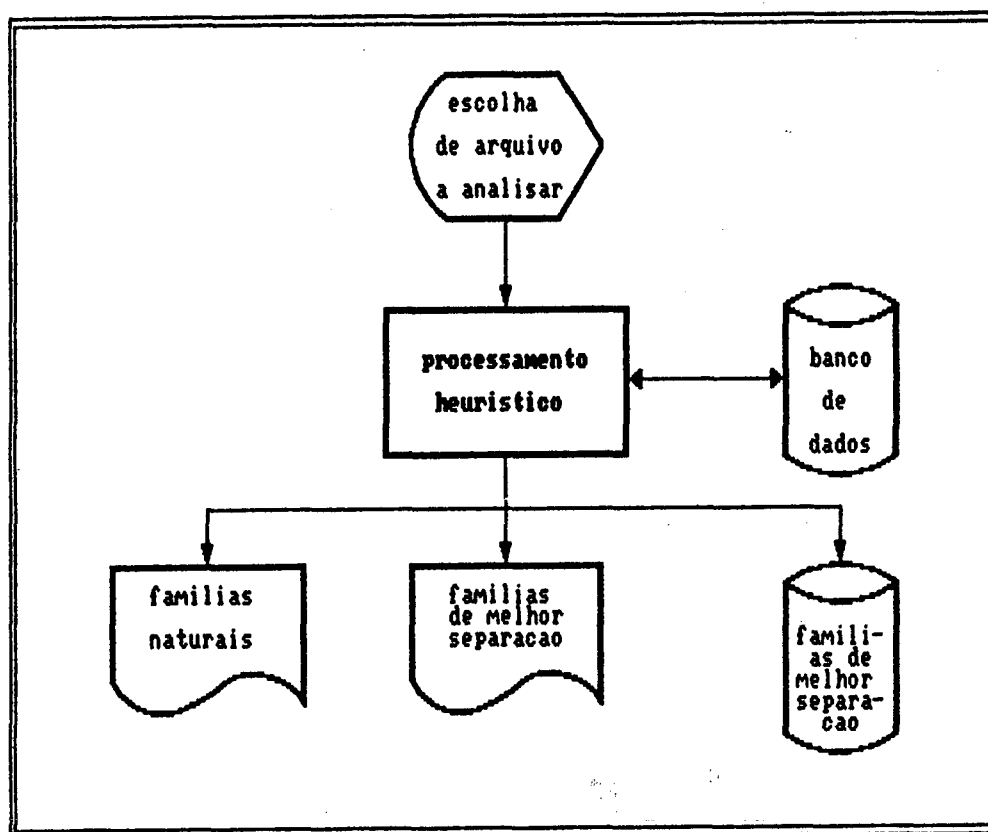 escolha
de arquivo
a analisar
processamento
heuristico
banco
de
dados
familias
naturais
familias
de melhor
separacao
famili-
as de
melhor
separa-
cao